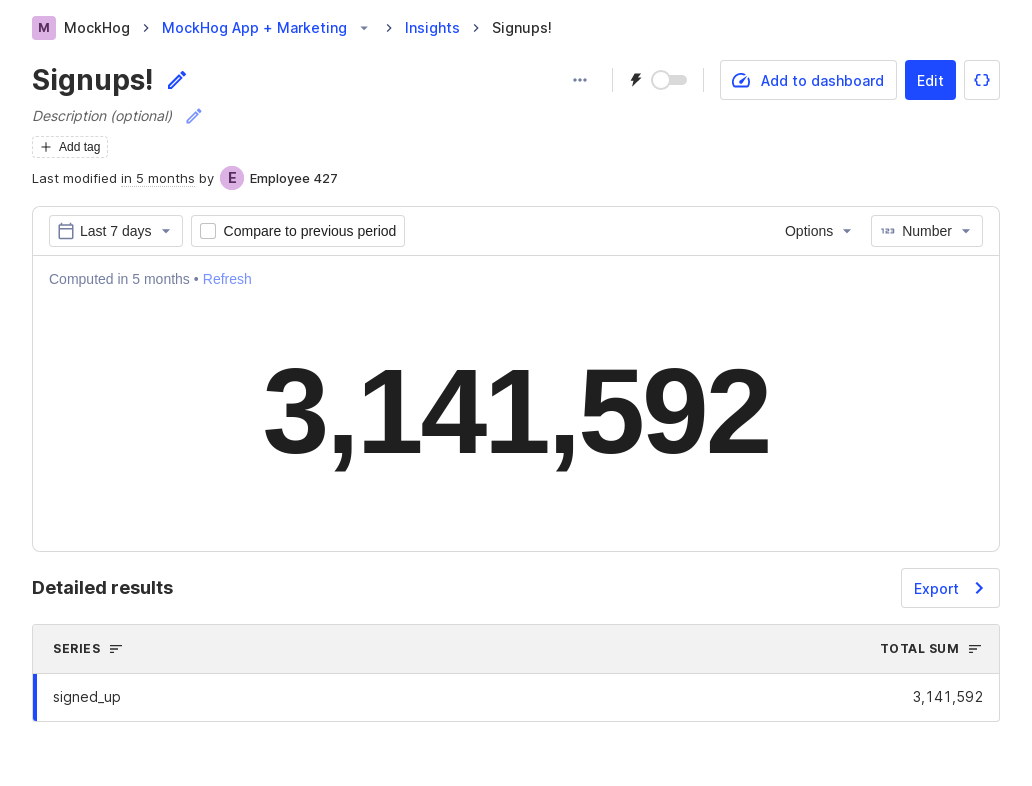 M MockHog > MockHog App + Marketing > Insights > Signups!
Signups!
Add to dashboard Edit
Description (optional)
+ Add tag
Last modified in 5 months by E Employee 427
Last 7 days Compare to previous period Options 123 Number
Computed in 5 months • Refresh
3,141,592
Detailed results Export
SERIES TOTAL SUM
signed_up 3,141,592